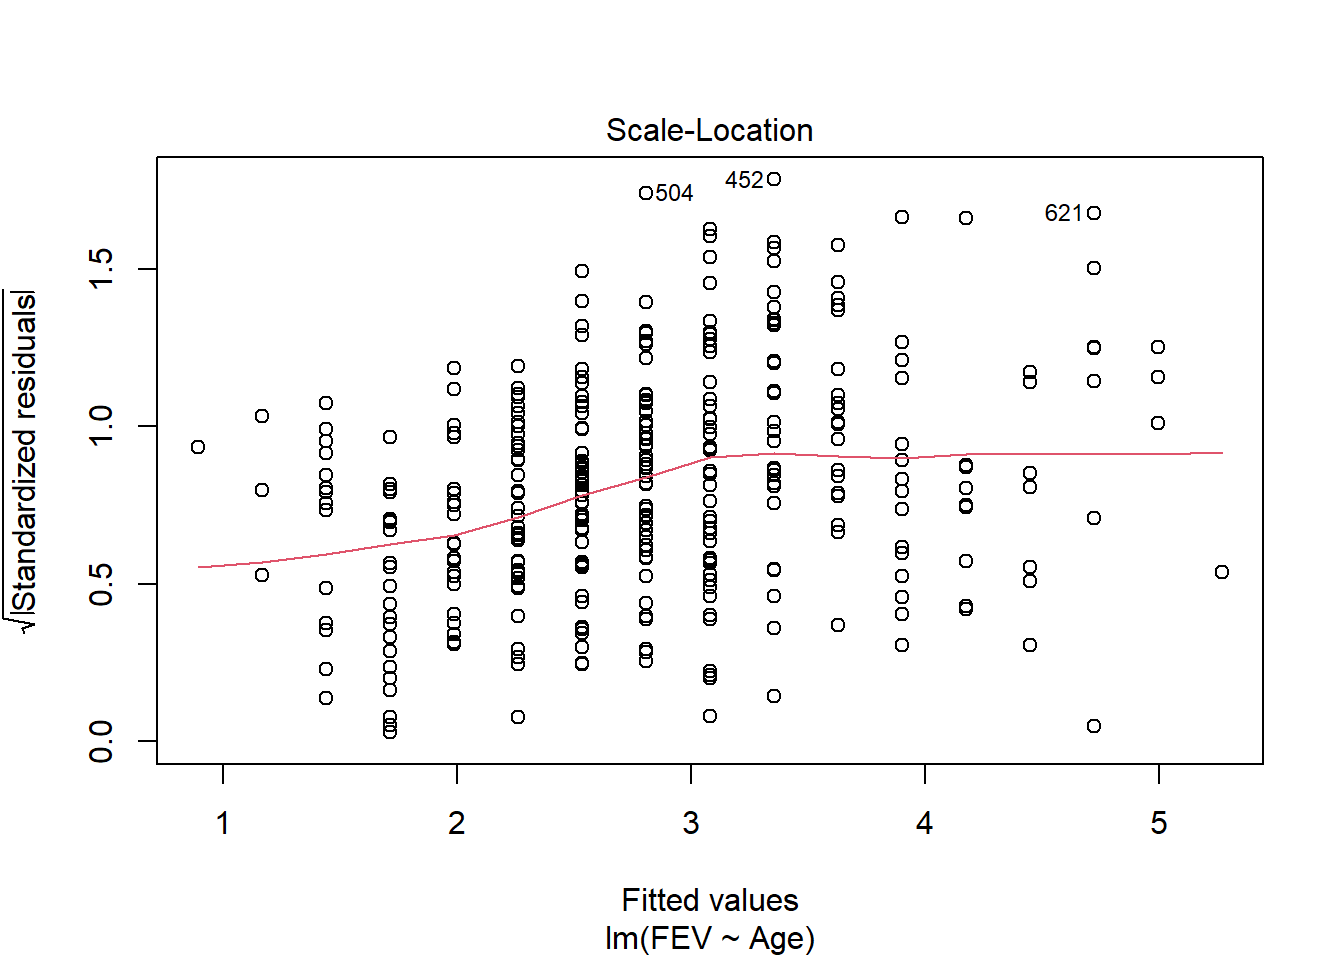 Scale-Location
504
452
621
√|Standardized residuals|
1.5
1.0
0.5
0.0
1 2 3 4 5
Fitted values
lm(FEV ~ Age)